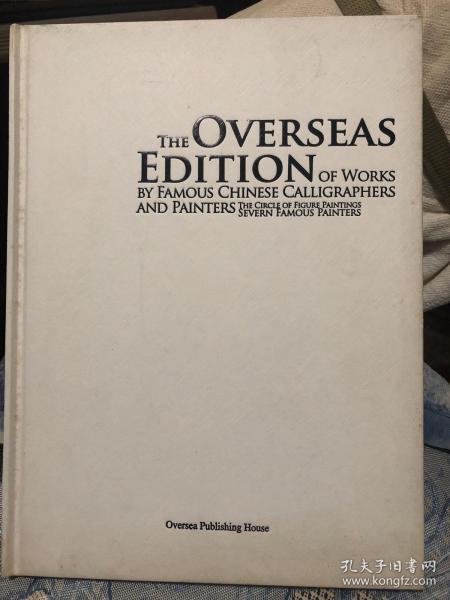 THE OVERSEAS
EDITION OF WORKS
BY FAMOUS CHINESE CALLIGRAPHERS
AND PAINTERS THE CIRCLE OF FIGURE PAINTINGS
SEVERN FAMOUS PAINTERS
Oversea Publishing House
孔夫子旧书网
www.kongfz.com